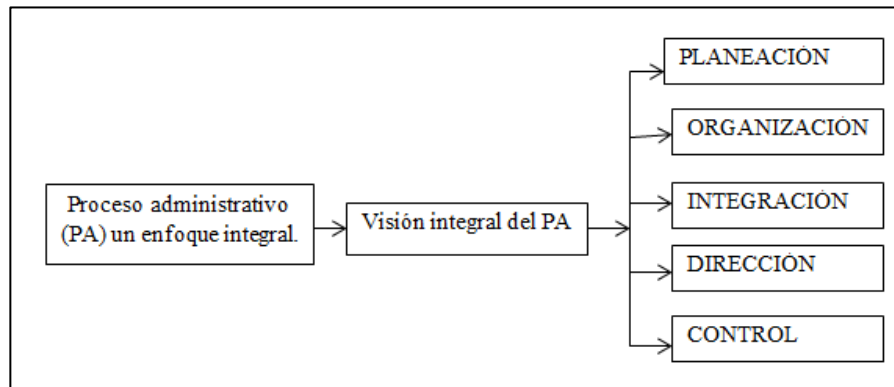 Proceso administrativo
(PA) un enfoque integral.
Visión integral del PA
PLANEACIÓN
ORGANIZACIÓN
INTEGRACIÓN
DIRECCIÓN
CONTROL